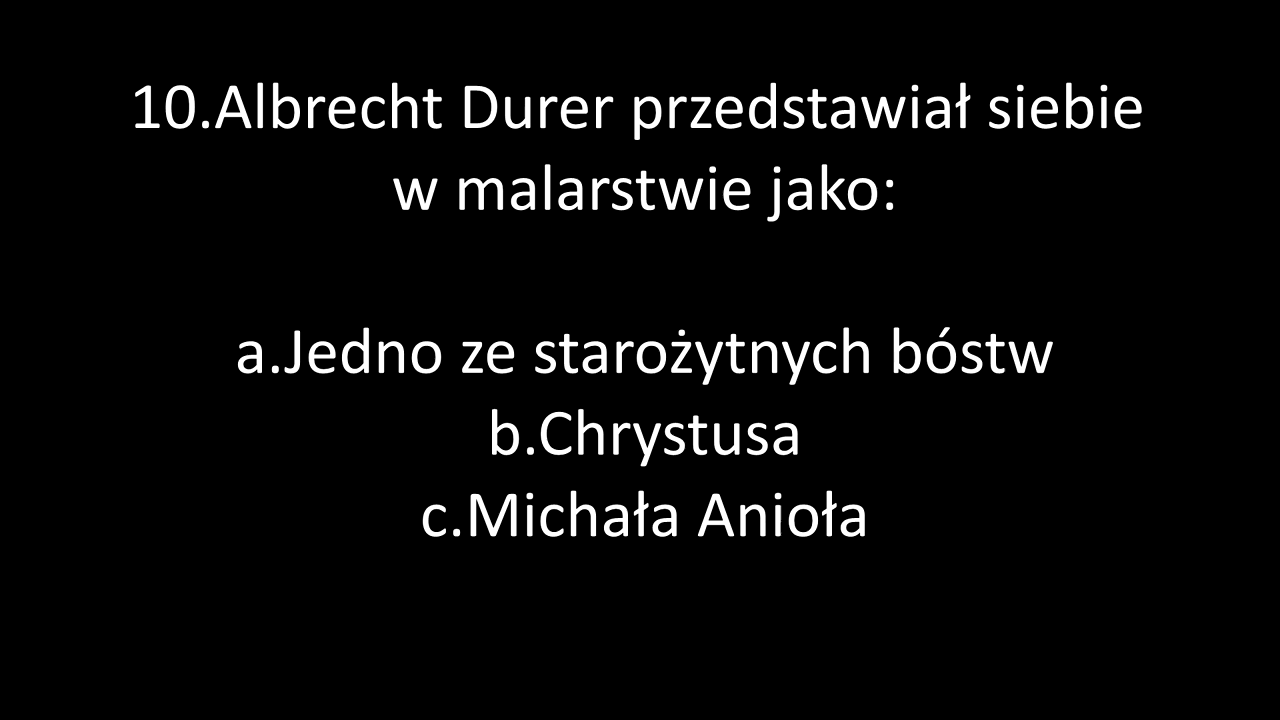 10.Albrecht Durer przedstawiał siebie
w malarstwie jako:
a.Jedno ze starożytnych bóstw
b.Chrystusa
c.Michała Anioła